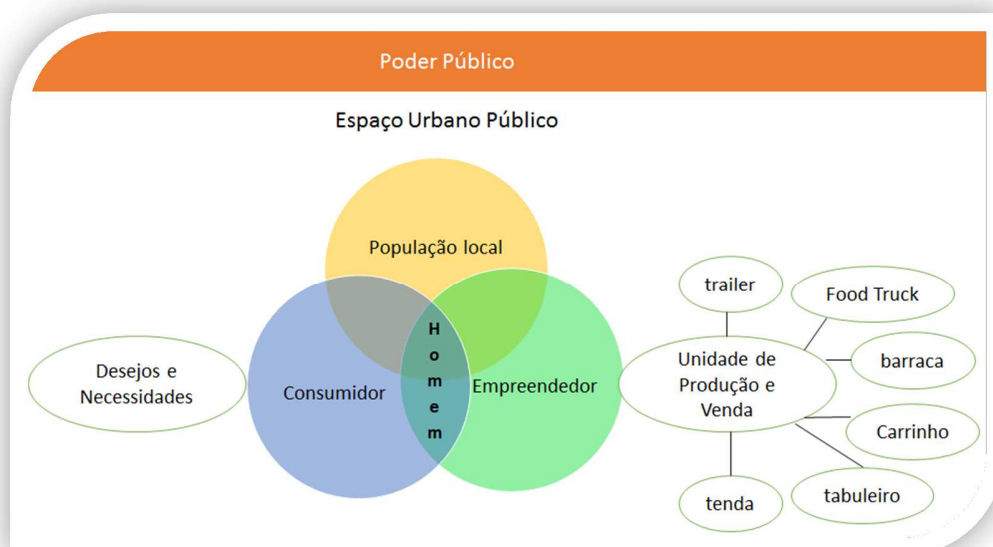 Poder Público
Espaço Urbano Público
População local
Desejos e
Necessidades
Consumidor
Homem
Empreendedor
Unidade de
Produção e
Venda
trailer
Food Truck
barraca
Carrinho
tabuleiro
tenda